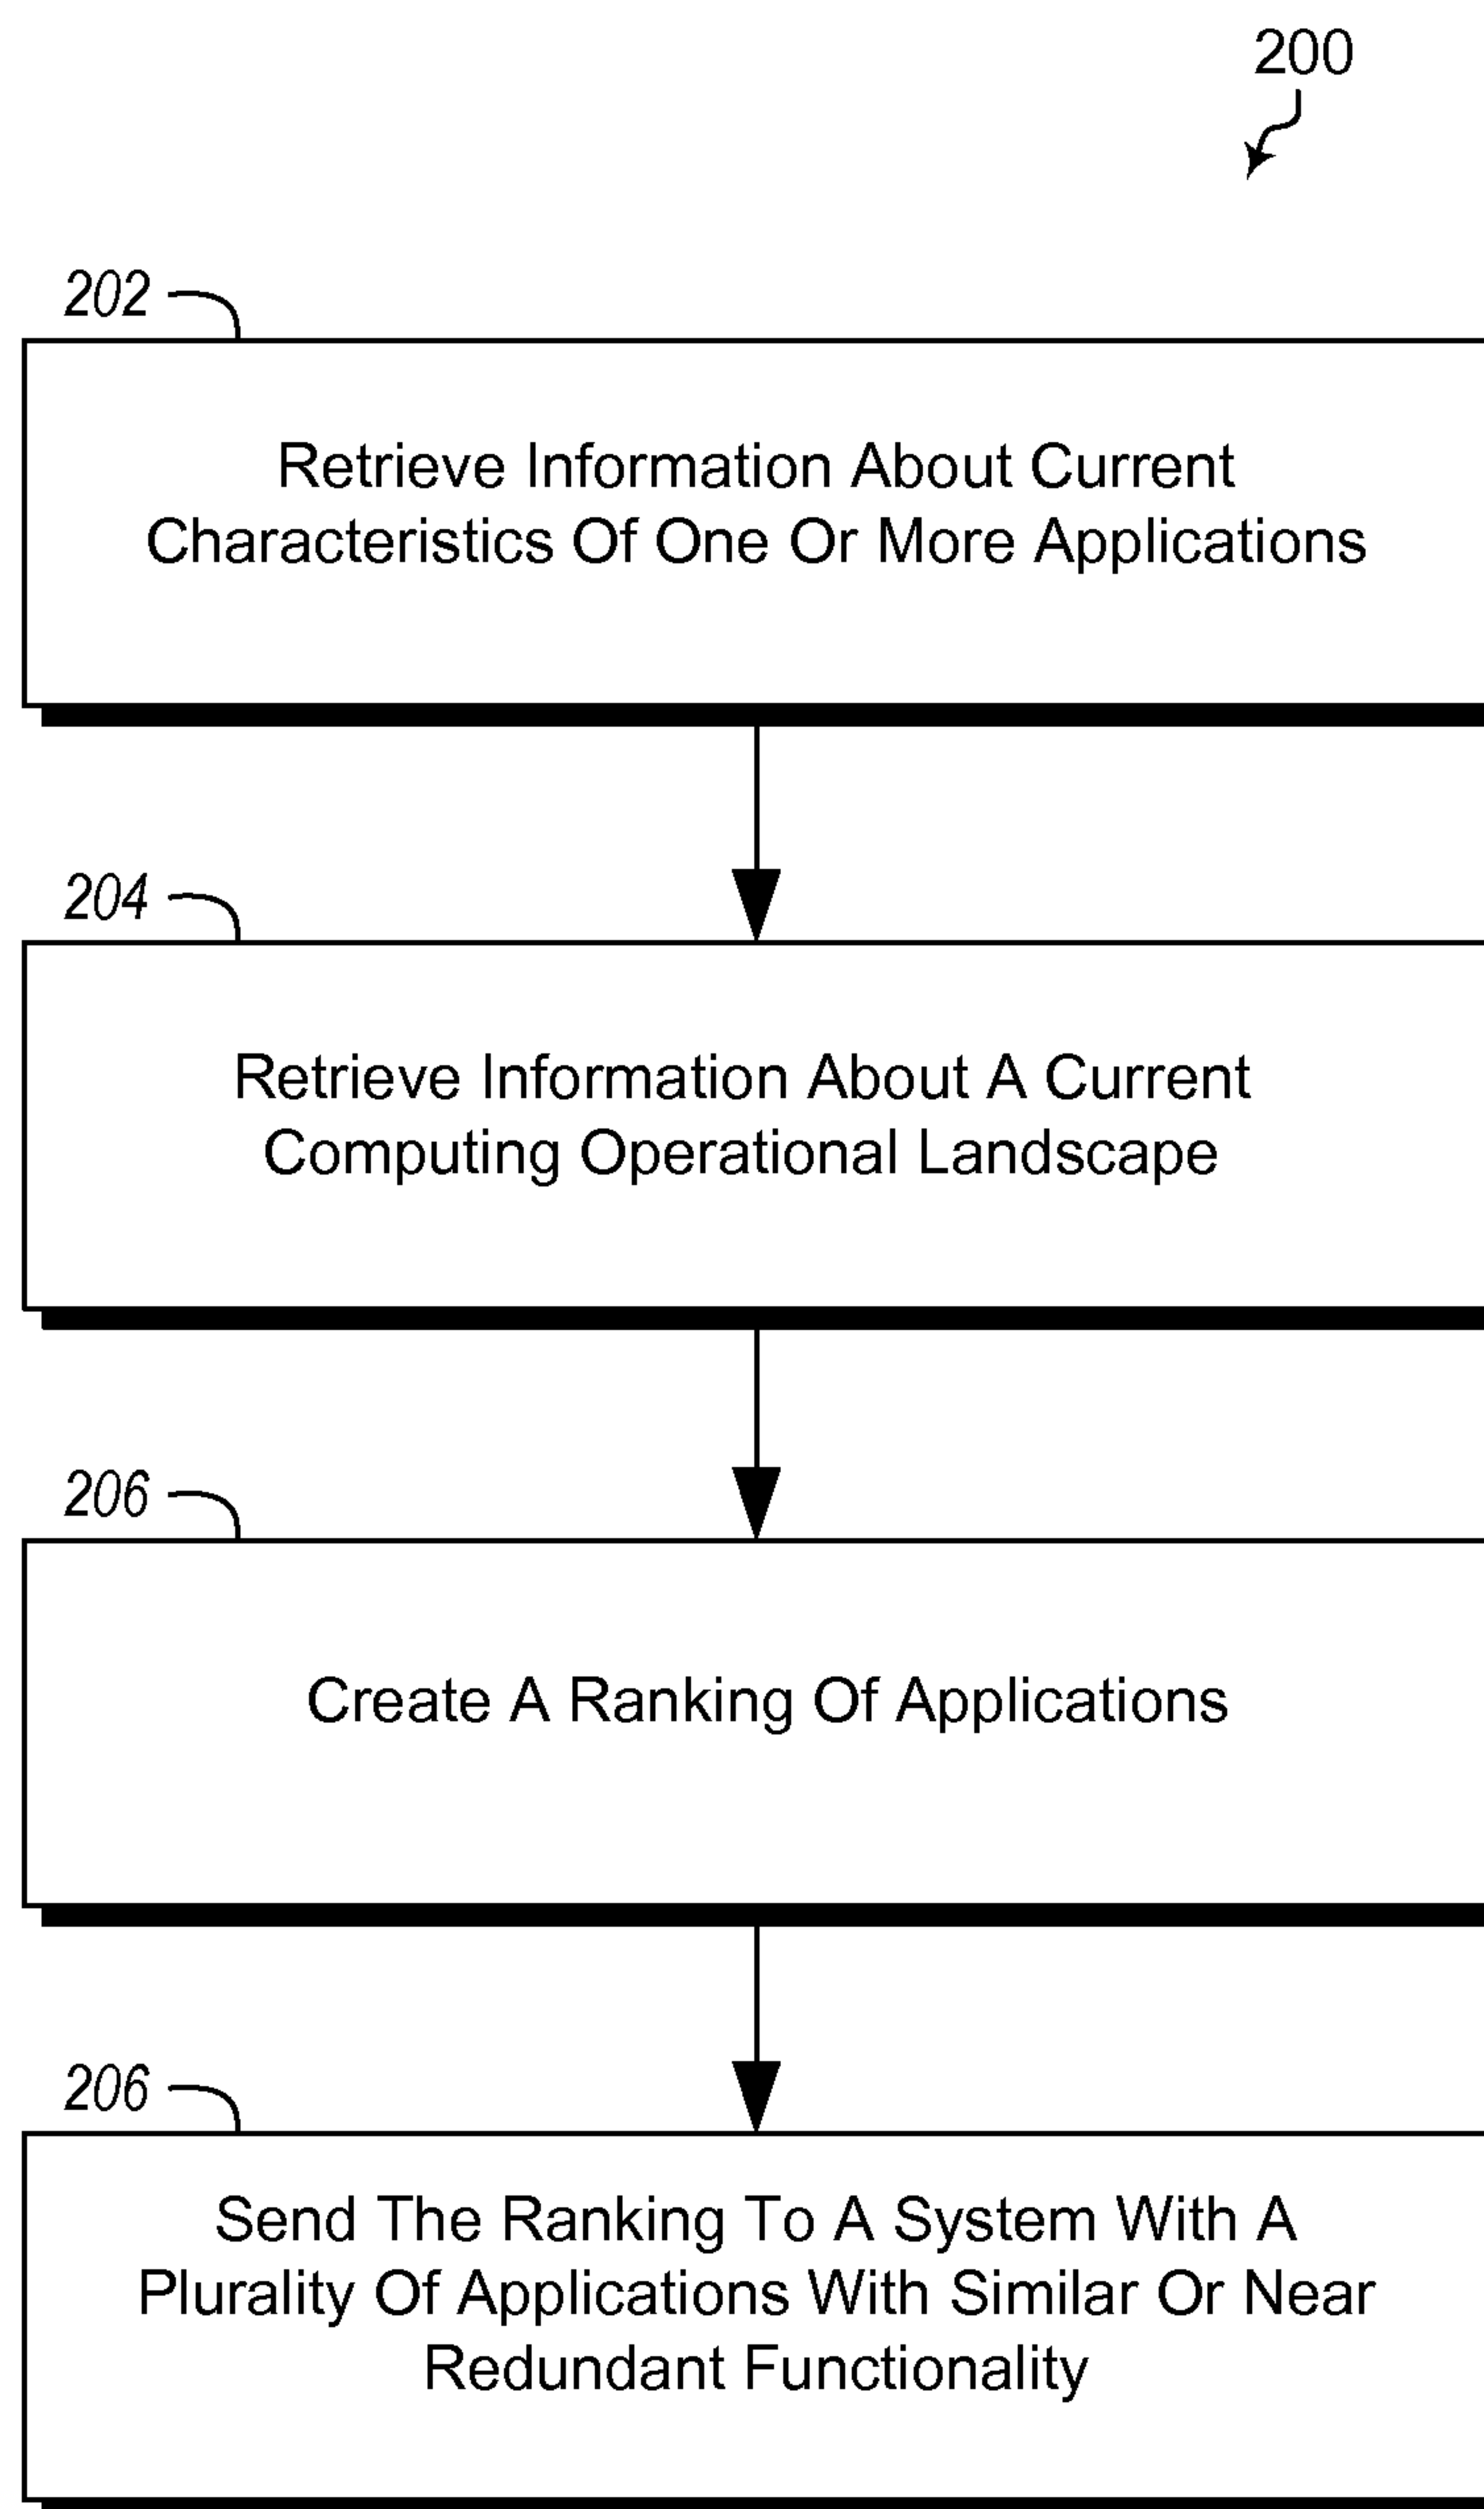 200
202
Retrieve Information About Current
Characteristics Of One Or More Applications
204
Retrieve Information About A Current
Computing Operational Landscape
206
Create A Ranking Of Applications
206
Send The Ranking To A System With A
Plurality Of Applications With Similar Or Near
Redundant Functionality